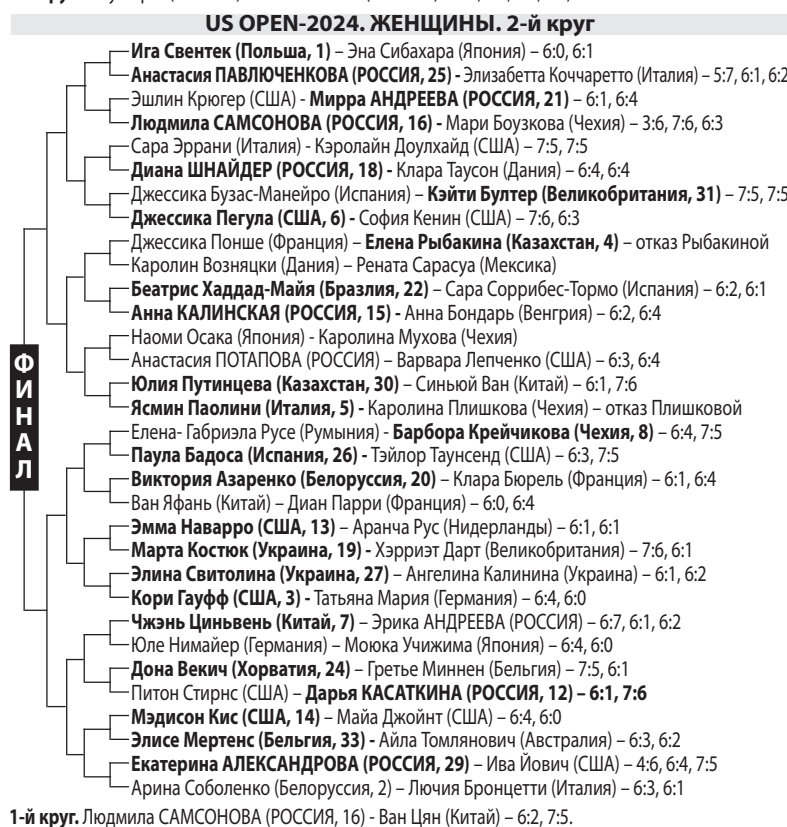 US OPEN-2024. ЖЕНЩИНЫ. 2-й круг
Ига Свентек (Польша, 1) – Эна Сибахара (Япония) – 6:0, 6:1
Анастасия ПАВЛЮЧЕНКОВА (РОССИЯ, 25) - Элизабетта Коччаретто (Италия) – 5:7, 6:1, 6:2
Эшлин Крюгер (США) - Мирра АНДРЕЕВА (РОССИЯ, 21) – 6:1, 6:4
Людмила САМСОНОВА (РОССИЯ, 16) - Мари Боузкова (Чехия) – 3:6, 7:6, 6:3
Сара Эррани (Италия) - Кэролайн Доулхайд (США) – 7:5, 7:5
Диана ШНАЙДЕР (РОССИЯ, 18) - Клара Таусон (Дания) – 6:4, 6:4
Джессика Бузас-Манейро (Испания) – Кэйти Бултер (Великобритания, 31) – 7:5, 7:5
Джессика Пегула (США, 6) - София Кенин (США) – 7:6, 6:3
Джессика Понше (Франция) – Елена Рыбакина (Казахстан, 4) – отказ Рыбакиной
Каролин Возняцки (Дания) – Рената Сарасуа (Мексика)
Беатрис Хаддад-Майя (Бразлия, 22) – Сара Соррибес-Тормо (Испания) – 6:2, 6:1
Анна КАЛИНСКАЯ (РОССИЯ, 15) - Анна Бондарь (Венгрия) – 6:2, 6:4
Наоми Осака (Япония) - Каролина Мухова (Чехия)
Анастасия ПОТАПОВА (РОССИЯ) – Варвара Лепченко (США) – 6:3, 6:4
Юлия Путинцева (Казахстан, 30) – Синьюй Ван (Китай) – 6:1, 7:6
Ясмин Паолини (Италия, 5) - Каролина Плишкова (Чехия) – отказ Плишковой
ФИНАЛ
Елена- Габриэла Русе (Румыния) - Барбора Крейчикова (Чехия, 8) – 6:4, 7:5
Паула Бадоса (Испания, 26) - Тэйлор Таунсенд (США) – 6:3, 7:5
Виктория Азаренко (Белоруссия, 20) – Клара Бюрель (Франция) – 6:1, 6:4
Ван Яфань (Китай) – Диан Парри (Франция) – 6:0, 6:4
Эмма Наварро (США, 13) – Аранча Рус (Нидерланды) – 6:1, 6:1
Марта Костюк (Украина, 19) - Хэрриэт Дарт (Великобритания) – 7:6, 6:1
Элина Свитолина (Украина, 27) – Ангелина Калинина (Украина) – 6:1, 6:2
Кори Гауфф (США, 3) - Татьяна Мария (Германия) – 6:4, 6:0
Чжэнь Циньвень (Китай, 7) – Эрика АНДРЕЕВА (РОССИЯ) – 6:7, 6:1, 6:2
Юле Нимайер (Германия) – Моюка Учижима (Япония) – 6:4, 6:0
Дона Векич (Хорватия, 24) – Гретье Миннен (Бельгия) – 7:5, 6:1
Питон Стирнс (США) – Дарья КАСАТКИНА (РОССИЯ, 12) – 6:1, 7:6
Мэдисон Кис (США, 14) – Майа Джойнт (США) – 6:4, 6:0
Элисе Мертенс (Бельгия, 33) - Айла Томлянович (Австралия) – 6:3, 6:2
Екатерина АЛЕКСАНДРОВА (РОССИЯ, 29) – Ива Йович (США) – 4:6, 6:4, 7:5
Арина Соболенко (Белоруссия, 2) – Лючия Бронцетти (Италия) – 6:3, 6:1
1-й круг. Людмила САМСОНОВА (РОССИЯ, 16) - Ван Цян (Китай) – 6:2, 7:5.